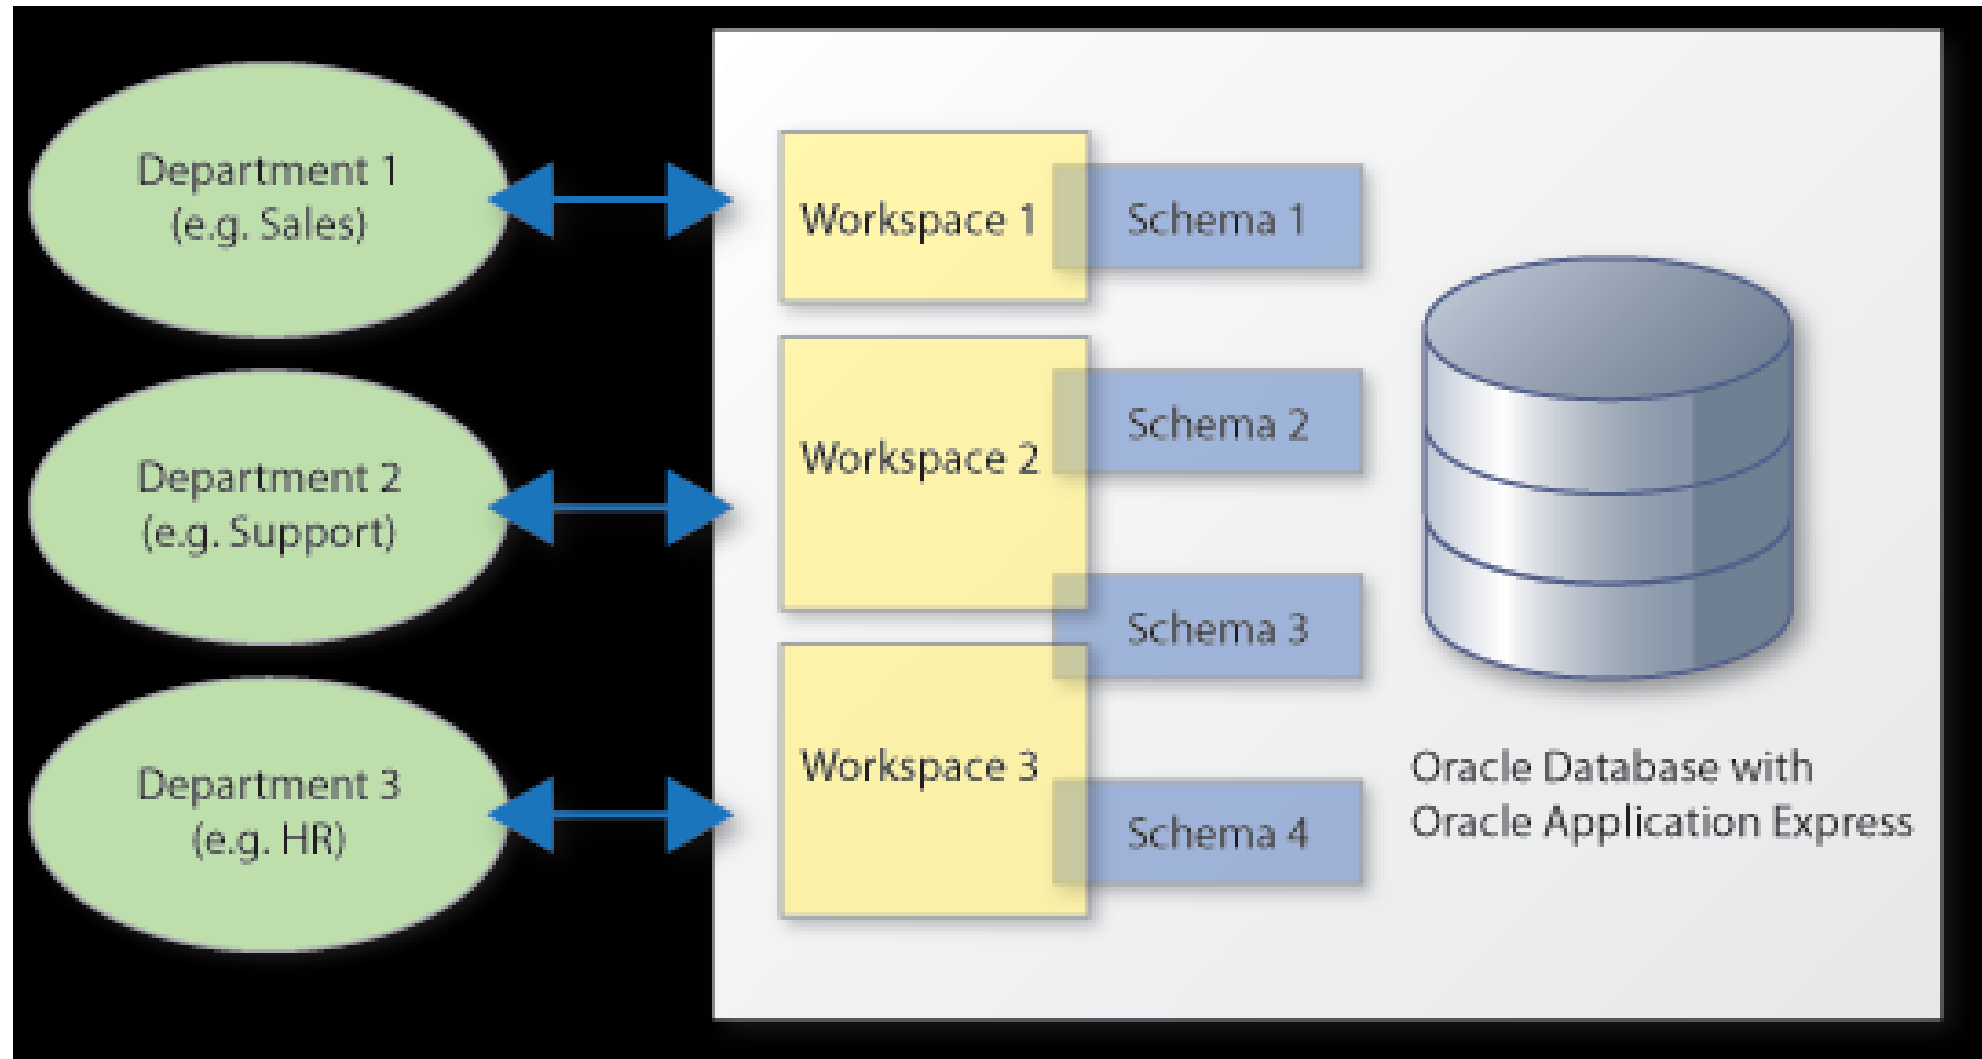 Department 1
(e.g. Sales)
Workspace 1
Schema 1
Department 2
(e.g. Support)
Workspace 2
Schema 2
Schema 3
Department 3
(e.g. HR)
Workspace 3
Schema 4
Oracle Database with
Oracle Application Express